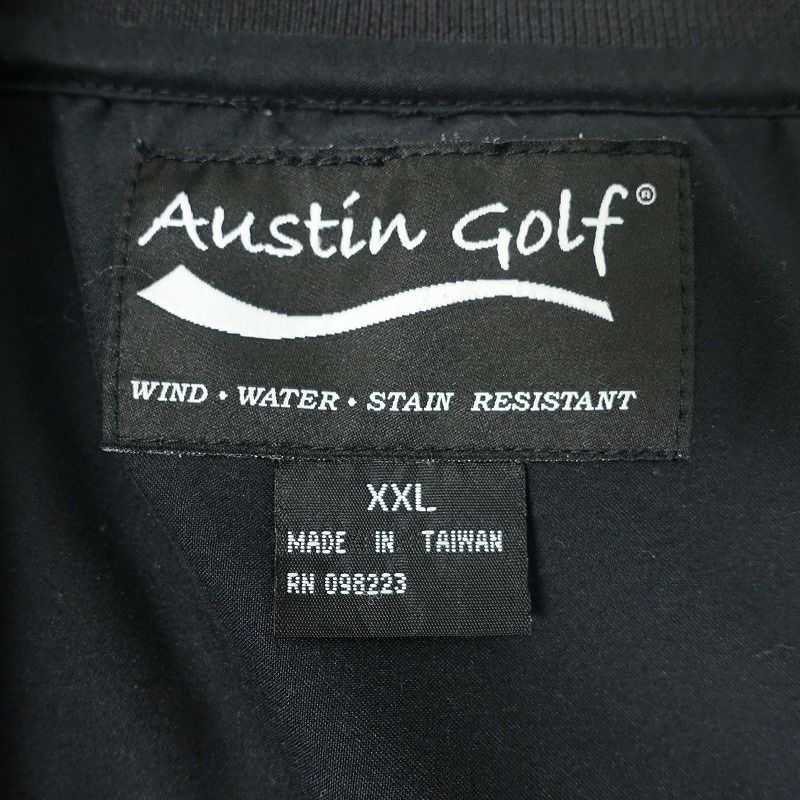 Austin Golf®
WIND • WATER • STAIN RESISTANT
XXL
MADE IN TAIWAN
RN 098223